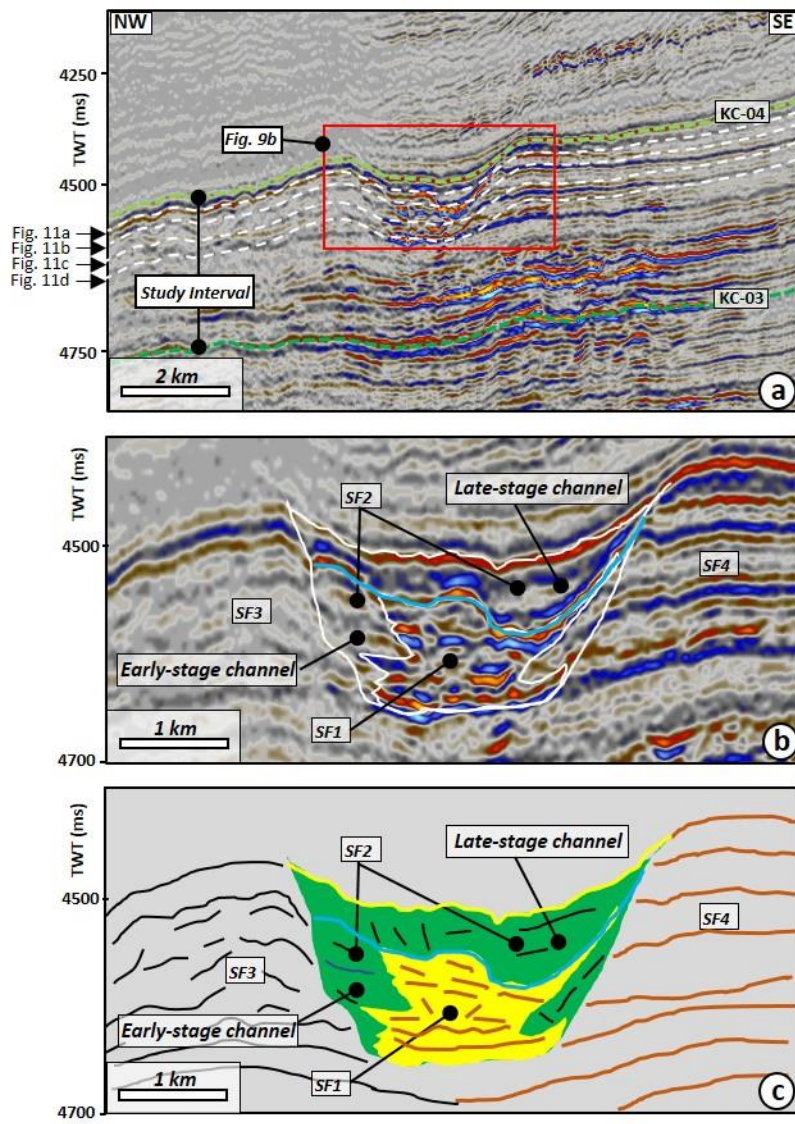 NW
SE
4250
TWT (ms)
KC-04
Fig. 9b
4500
Fig. 11a
Fig. 11b
Fig. 11c
Fig. 11d
Study Interval
KC-03
4750
2 km
a
TWT (ms)
SF2
Late-stage channel
4500
SF4
SF3
Early-stage channel
SF1
1 km
4700
b
TWT (ms)
SF2
Late-stage channel
4500
SF4
SF3
Early-stage channel
SF1
1 km
4700
c